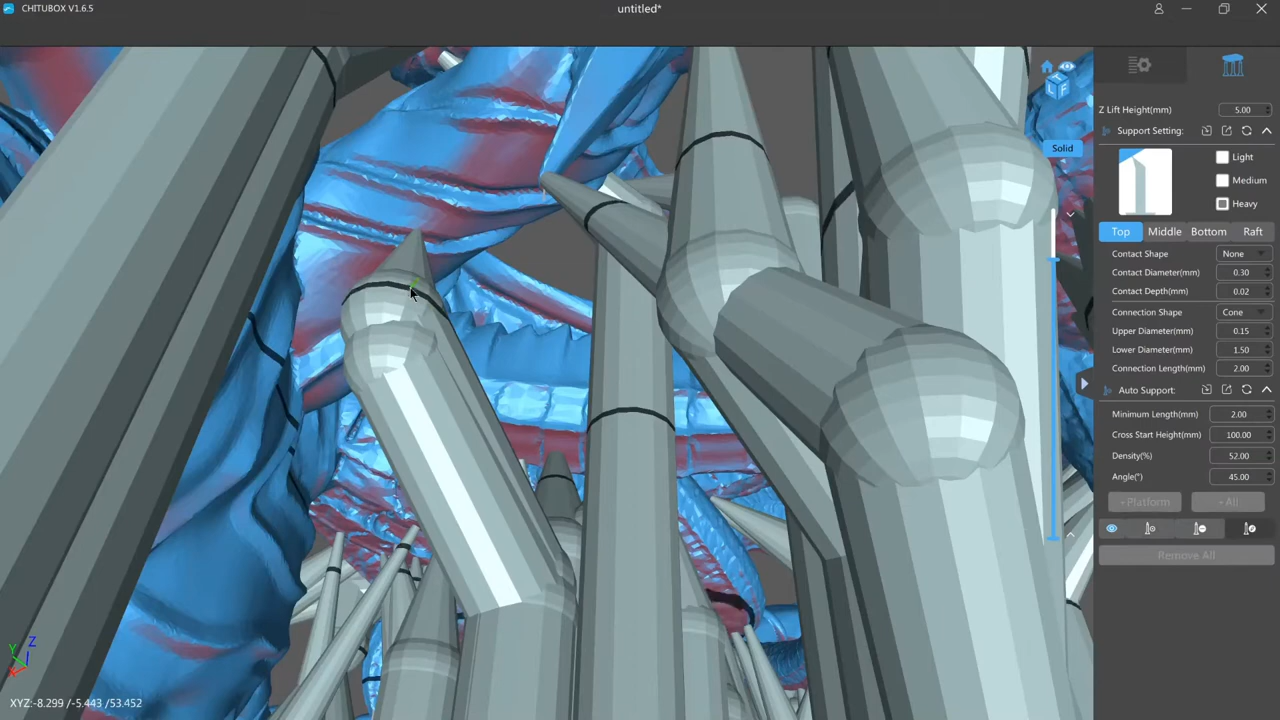 CHITUBOX V1.6.5
untitled*
Z Lift Height(mm) 5.00
Support Setting:
Solid
Light
Medium
Heavy
Top Middle Bottom Raft
Contact Shape None
Contact Diameter(mm) 0.30
Contact Depth(mm) 0.02
Connection Shape Cone
Upper Diameter(mm) 0.15
Lower Diameter(mm) 1.50
Connection Length(mm) 2.00
Auto Support:
Minimum Length(mm) 2.00
Cross Start Height(mm) 100.00
Density(%) 52.00
Angle(°) 45.00
+Platform +All
Remove All
Z
Y
XYZ:-8.299 /-5.443 /53.452